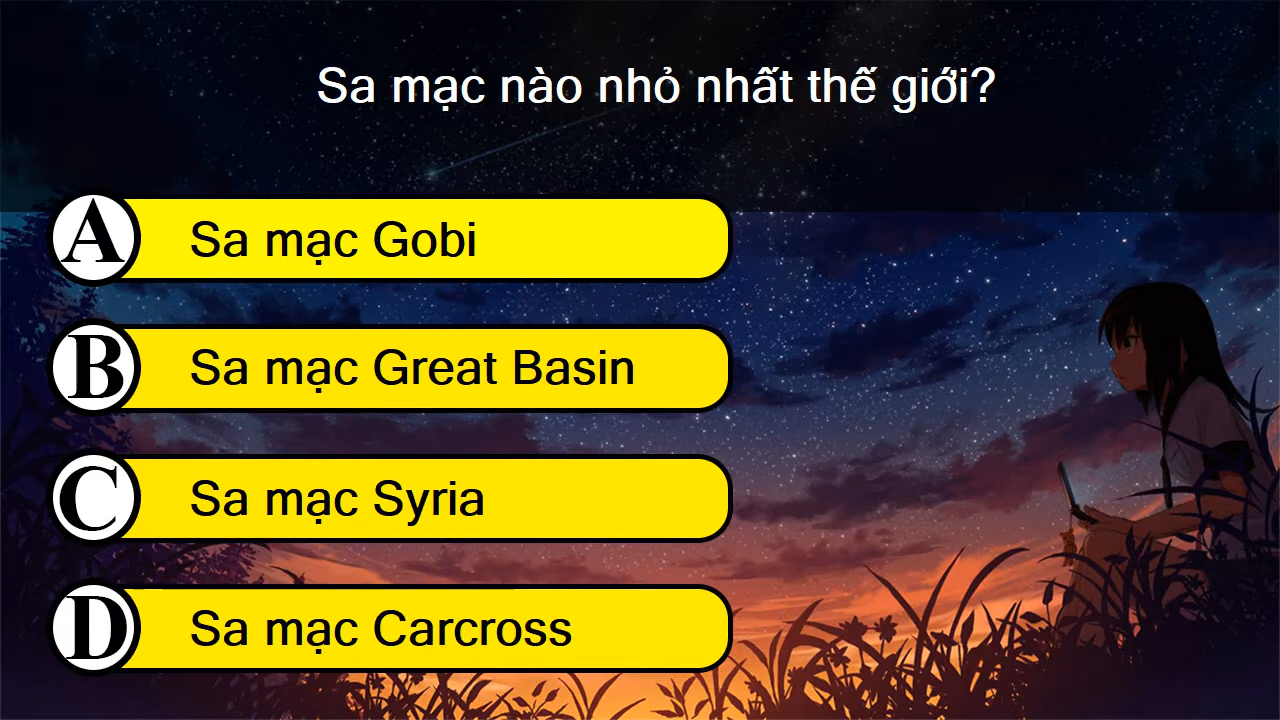 Sa mạc nào nhỏ nhất thế giới?
A Sa mạc Gobi
B Sa mạc Great Basin
C Sa mạc Syria
D Sa mạc Carcross